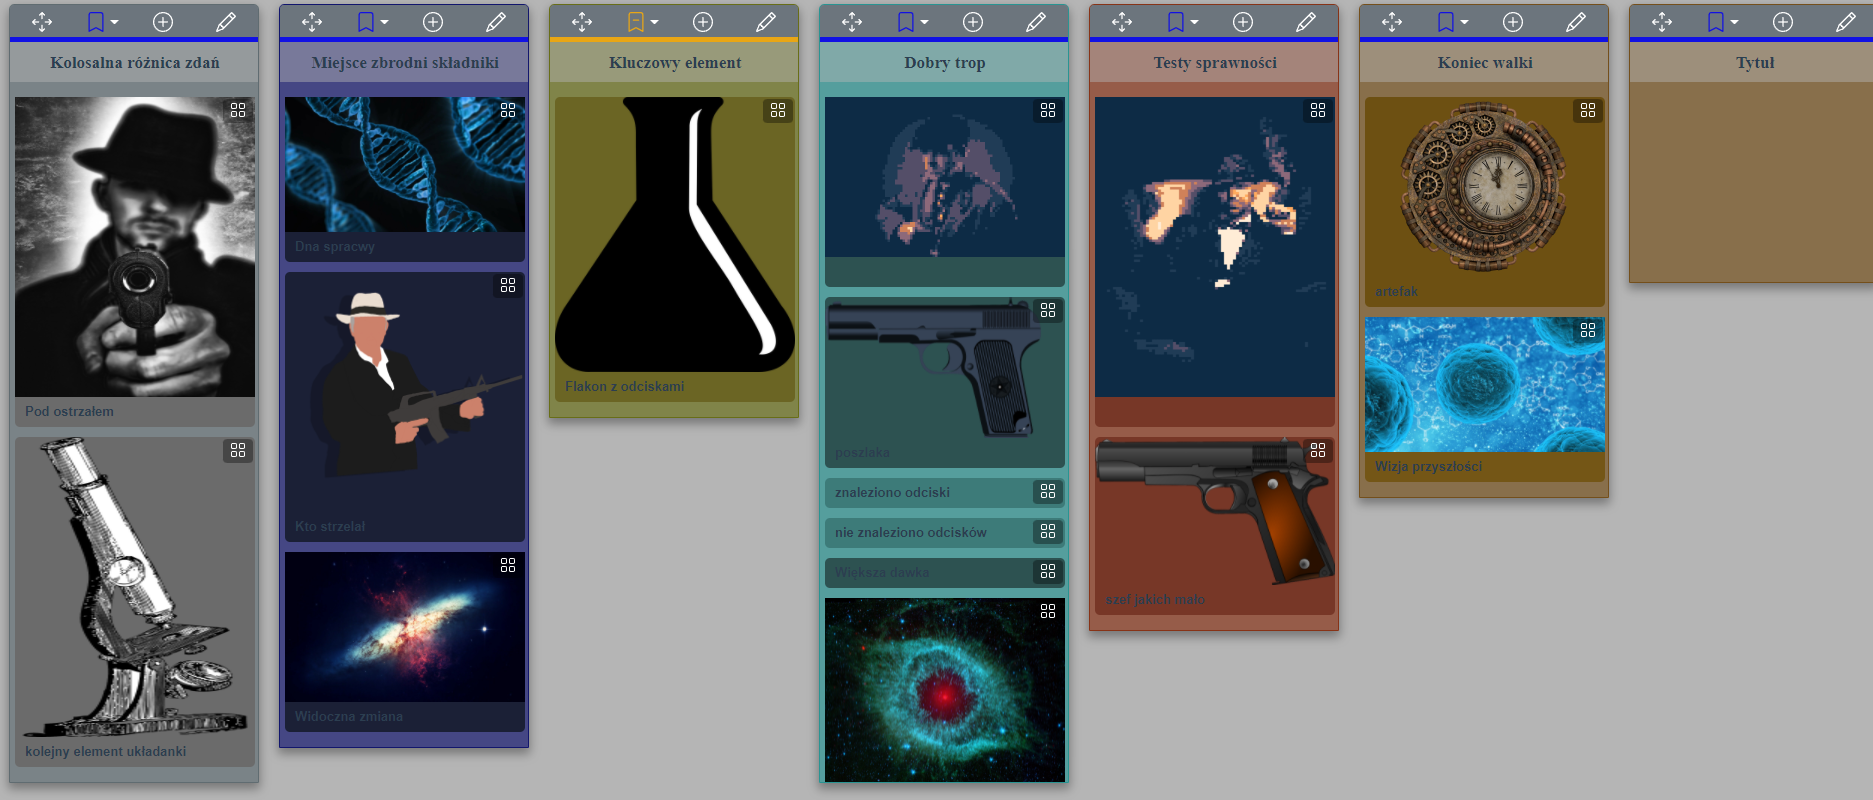 Kolosalna różnica zdań
Pod ostrzałem
kolejny element układanki
Miejsce zbrodni składniki
Dna spracwy
Kto strzelał
Widoczna zmiana
Kluczowy element
Flakon z odciskami
Dobry trop
poszlaka
znaleziono odciski
nie znaleziono odcisków
Większa dawka
Testy sprawności
szef jakich mało
Koniec walki
artefak
Wizja przyszłości
Tytuł